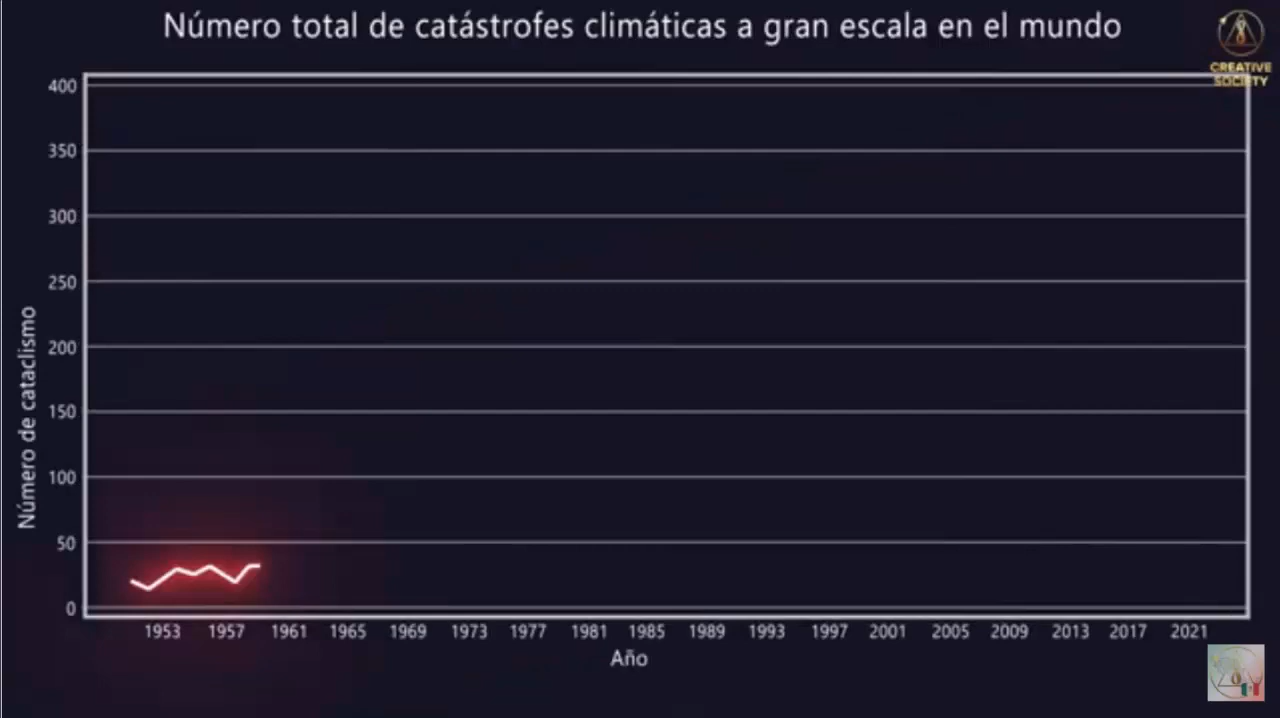 Número total de catástrofes climáticas a gran escala en el mundo
CREATIVE
SOCIETY
400
350
300
250
200
150
100
50
0
Número de cataclismo
1953 1957 1961 1965 1969 1973 1977 1981 1985 1989 1993 1997 2001 2005 2009 2013 2017 2021
Año